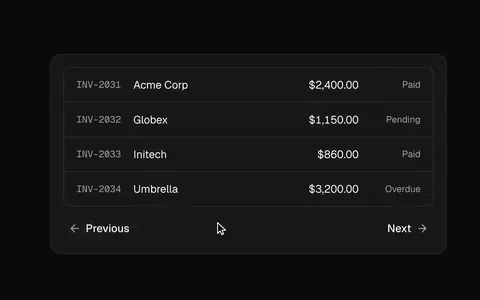 INV-2031 Acme Corp $2,400.00 Paid
INV-2032 Globex $1,150.00 Pending
INV-2033 Initech $860.00 Paid
INV-2034 Umbrella $3,200.00 Overdue
← Previous Next →